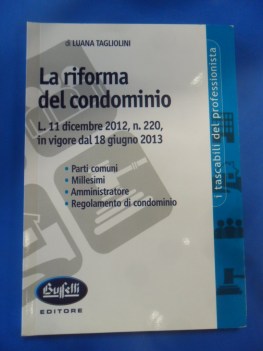 di LUANA TAGLIOLINI
La riforma
del condominio
L. 11 dicembre 2012, n. 220,
in vigore dal 18 giugno 2013
• Parti comuni
• Millesimi
• Amministratore
• Regolamento di condominio
i tascabili del professionista
Buffetti
EDITORE